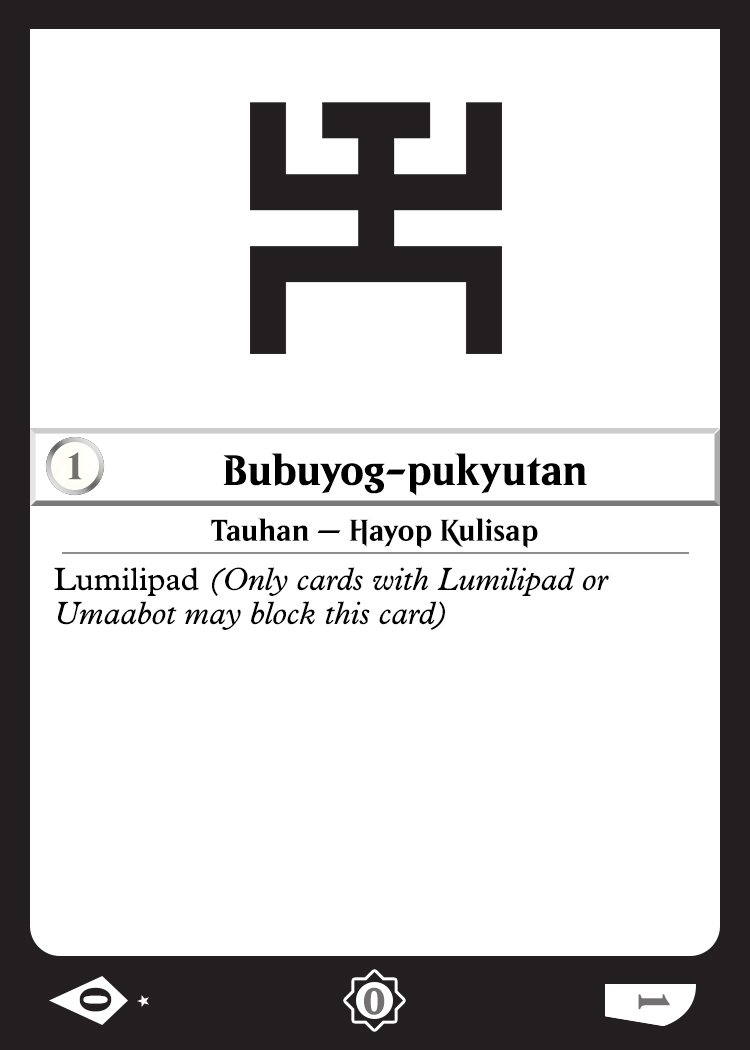 1
Bubuyog-pukyutan
Tauhan — Hayop Kulisap
Lumilipad (Only cards with Lumilipad or
Umaabot may block this card)
0
0
1